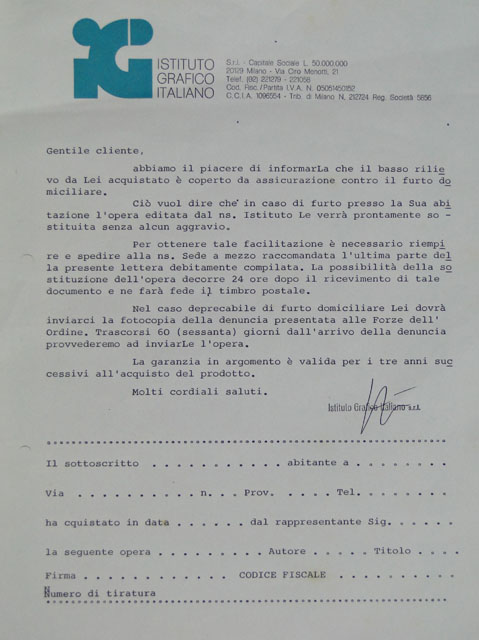 ISTITUTO
GRAFICO
ITALIANO
S.r.l. - Capitale Sociale L. 50.000.000
20129 Milano - Via Ciro Menotti, 21
Telef. (02) 221279 - 221056
Cod. Fisc./Partita I.V.A. N. 05051450152
C.C.I.A. 1096554 - Trib. di Milano N. 212724 Reg. Società 5656
Gentile cliente,
abbiamo il piacere di informarLa che il basso rilie
vo da Lei acquistato è coperto da assicurazione contro il furto do
miciliare.
Ciò vuol dire che in caso di furto presso la Sua abi
tazione l'opera editata dal ns. Istituto Le verrà prontamente so -
stituita senza alcun aggravio.
Per ottenere tale facilitazione è necessario riempi
re e spedire alla ns. Sede a mezzo raccomandata l'ultima parte del
la presente lettera debitamente compilata. La possibilità della so
stituzione dell'opera decorre 24 ore dopo il ricevimento di tale
documento e ne farà fede il timbro postale.
Nel caso deprecabile di furto domiciliare Lei dovrà
inviarci la fotocopia della denuncia presentata alle Forze dell'
Ordine. Trascorsi 60 (sessanta) giorni dall'arrivo della denuncia
provvederemo ad inviarLe l'opera.
La garanzia in argomento è valida per i tre anni suc
cessivi all'acquisto del prodotto.
Molti cordiali saluti.
Istituto Grafico Italiano s.r.l.
Il sottoscritto . . . . . . . . . . abitante a . . . . . . . .
Via . . . . . . . . . . n. . . Prov. . . . . Tel. . . . . . . .
ha cquistato in data . . . . . . dal rappresentante Sig. . . . . .
la seguente opera . . . . . . . . . Autore . . . . . Titolo . . . .
Firma . . . . . . . . . . . . CODICE FISCALE . . . . . . . . . .
Numero di tiratura